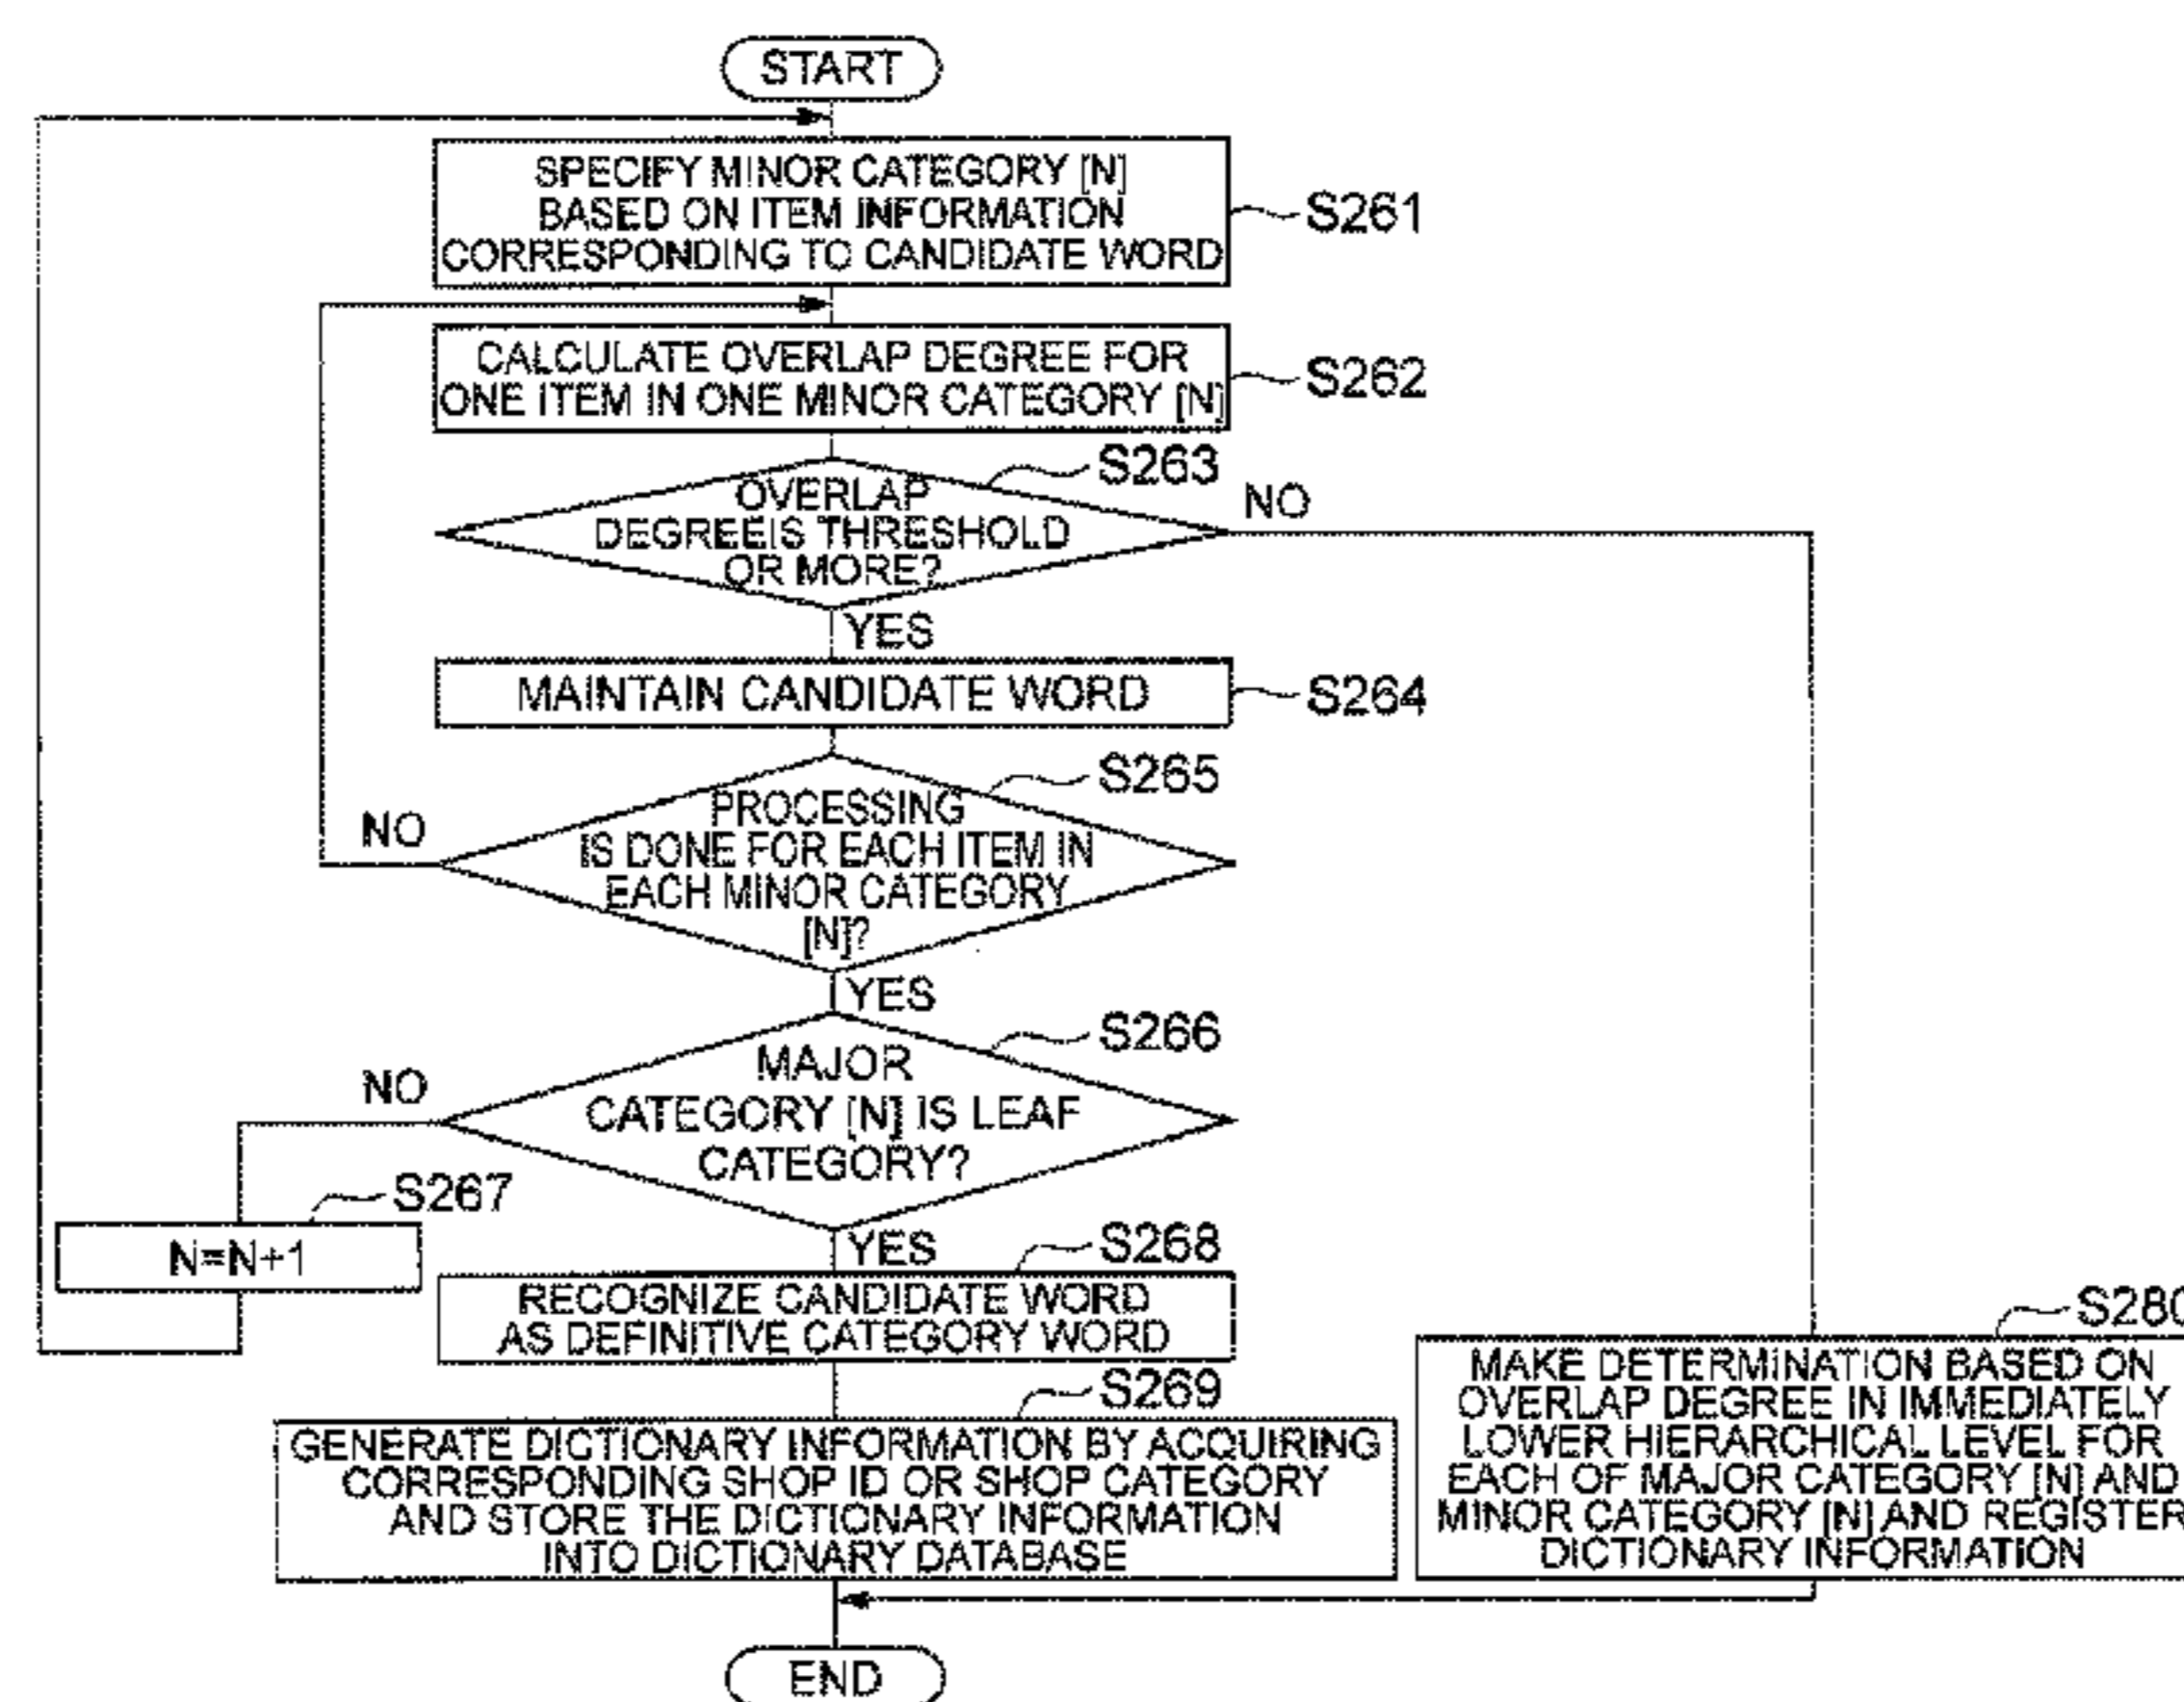 START
SPECIFY MINOR CATEGORY [N]
BASED ON ITEM INFORMATION
CORRESPONDING TO CANDIDATE WORD
S261
CALCULATE OVERLAP DEGREE FOR
ONE ITEM IN ONE MINOR CATEGORY [N]
S262
S263
OVERLAP
DEGREEIS THRESHOLD
OR MORE?
NO
YES
MAINTAIN CANDIDATE WORD
S264
S265
PROCESSING
IS DONE FOR EACH ITEM IN
EACH MINOR CATEGORY
[N]?
NO
YES
S266
MAJOR
CATEGORY [N] IS LEAF
CATEGORY?
NO
S267
N=N+1
YES
S268
RECOGNIZE CANDIDATE WORD
AS DEFINITIVE CATEGORY WORD
S269
GENERATE DICTIONARY INFORMATION BY ACQUIRING
CORRESPONDING SHOP ID OR SHOP CATEGORY
AND STORE THE DICTIONARY INFORMATION
INTO DICTIONARY DATABASE
S280
MAKE DETERMINATION BASED ON
OVERLAP DEGREE IN IMMEDIATELY
LOWER HIERARCHICAL LEVEL FOR
EACH OF MAJOR CATEGORY [N] AND
MINOR CATEGORY [N] AND REGISTER
DICTIONARY INFORMATION
END